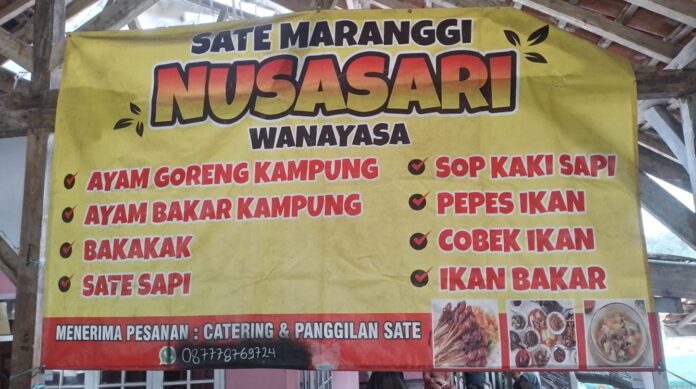 SATE MARANGGI
NUSASARI
WANAYASA
AYAM GORENG KAMPUNG
AYAM BAKAR KAMPUNG
BAKAKAK
SATE SAPI
SOP KAKI SAPI
PEPES IKAN
COBEK IKAN
IKAN BAKAR
MENERIMA PESANAN : CATERING & PANGGILAN SATE
087778769724